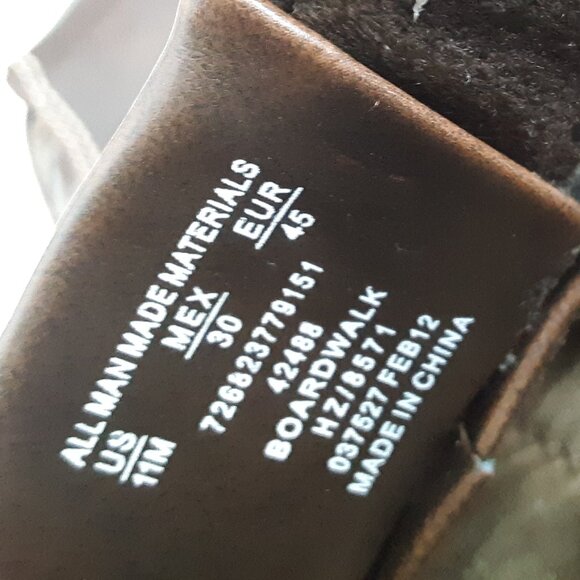 ALL MAN MADE MATERIALS
US MEX EUR
11M 30 45
726823779151
42488
BOARDWALK
HZ/8571
037527 FEB12
MADE IN CHINA